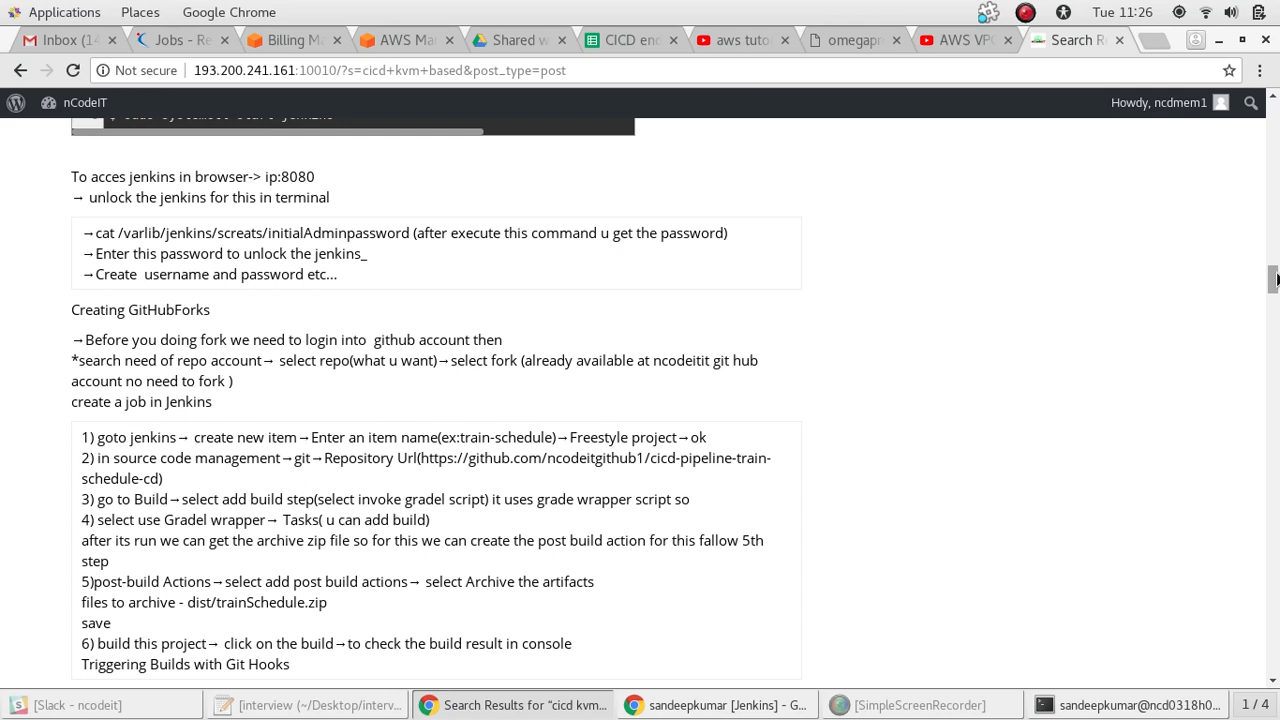 Applications Places Google Chrome Tue 11:26
Inbox (14 Jobs - Re Billing M AWS Ma Shared w CICD en aws tuto omegapr AWS VPC Search R
Not secure 193.200.241.161:10010/?s=cicd+kvm+based&post_type=post
nCodeIT Howdy, ncdmem1
To acces jenkins in browser-> ip:8080
→ unlock the jenkins for this in terminal
→cat /varlib/jenkins/screats/initialAdminpassword (after execute this command u get the password)
→Enter this password to unlock the jenkins_
→Create username and password etc...
Creating GitHubForks
→Before you doing fork we need to login into github account then
*search need of repo account→ select repo(what u want)→select fork (already available at ncodeitit git hub
account no need to fork )
create a job in Jenkins
1) goto jenkins→ create new item→Enter an item name(ex:train-schedule)→Freestyle project→ok
2) in source code management→git→Repository Url(https://github.com/ncodeitgithub1/cicd-pipeline-train-
schedule-cd)
3) go to Build→select add build step(select invoke gradel script) it uses grade wrapper script so
4) select use Gradel wrapper→ Tasks( u can add build)
after its run we can get the archive zip file so for this we can create the post build action for this fallow 5th
step
5)post-build Actions→select add post build actions→ select Archive the artifacts
files to archive - dist/trainSchedule.zip
save
6) build this project→ click on the build→to check the build result in console
Triggering Builds with Git Hooks
[Slack - ncodeit] [interview (~/Desktop/interv... Search Results for "cicd kvm... sandeepkumar [Jenkins] - G... [SimpleScreenRecorder] sandeepkumar@ncd0318h0... 1 / 4